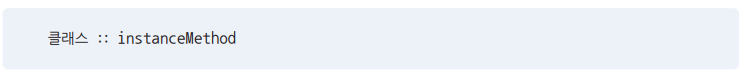 클래스 :: instanceMethod